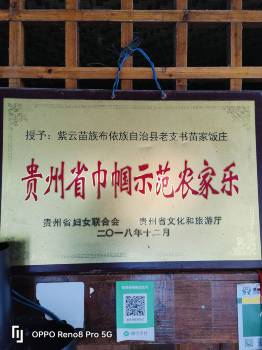 授予：紫云苗族布依族自治县老支书苗家饭庄
贵州省巾帼示范农家乐
贵州省妇女联合会 贵州省文化和旅游厅
二〇一八年十二月
OPPO Reno8 Pro 5G